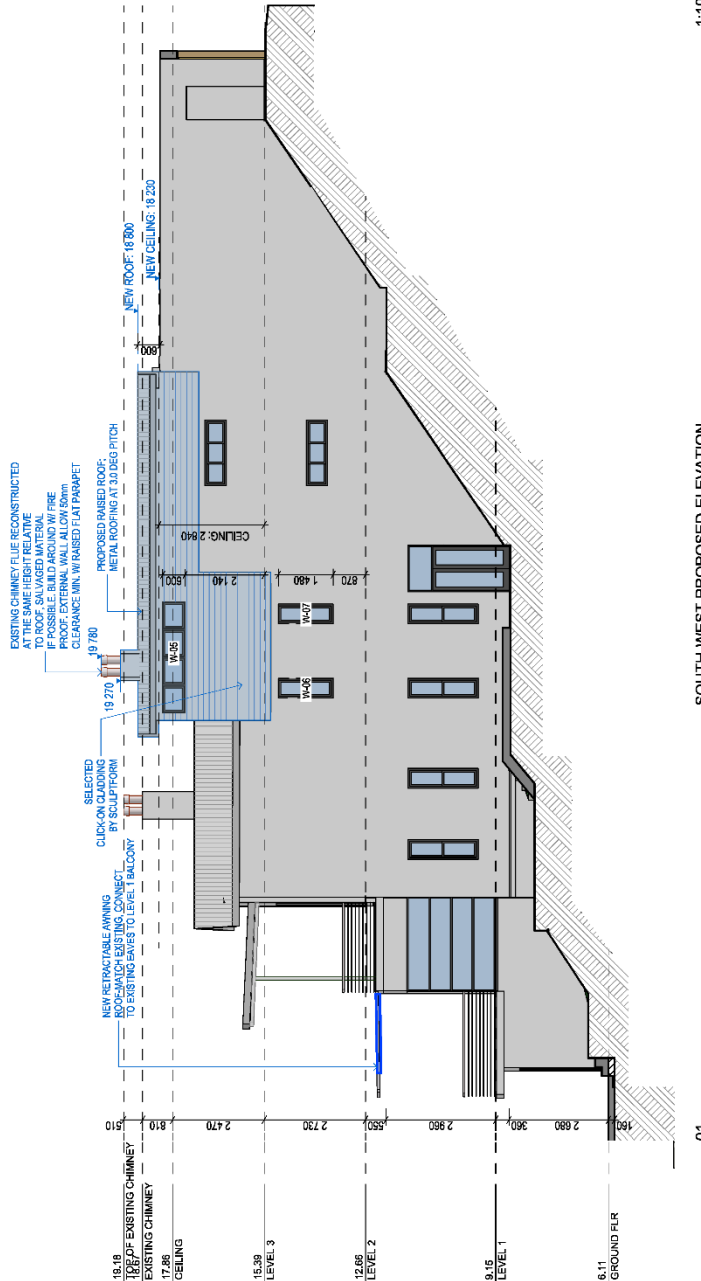 EXISTING CHIMNEY FLUE RECONSTRUCTED
AT THE SAME HEIGHT RELATIVE
TO ROOF. SALVAGED MATERIAL
IF POSSIBLE. BUILD AROUND W/ FIRE
PROOF. EXTERNAL WALL ALLOW 50mm
CLEARANCE MIN. W/ RAISED FLAT PARAPET
19 780
19 270
NEW RETRACTABLE AWNING
ROOF-MATCH EXISTING, CONNECT
TO EXISTING EAVES TO LEVEL 1 BALCONY
SELECTED
CLICK-ON CLADDING
BY SCULPTFORM
PROPOSED RAISED ROOF:
METAL ROOFING AT 3.0 DEG PITCH
NEW ROOF: 18 800
NEW CEILING: 18 230
600
CEILING: 2 840
600
2 140
1 480
870
W-05
W-06
W-07
19.18
TOP OF EXISTING CHIMNEY
18.67
EXISTING CHIMNEY
17.86
CEILING
15.39
LEVEL 3
12.66
LEVEL 2
9.15
LEVEL 1
6.11
GROUND FLR
510
810
2 470
2 730
550
2 960
360
2 680
160
01
SOUTH WEST PROPOSED ELEVATION